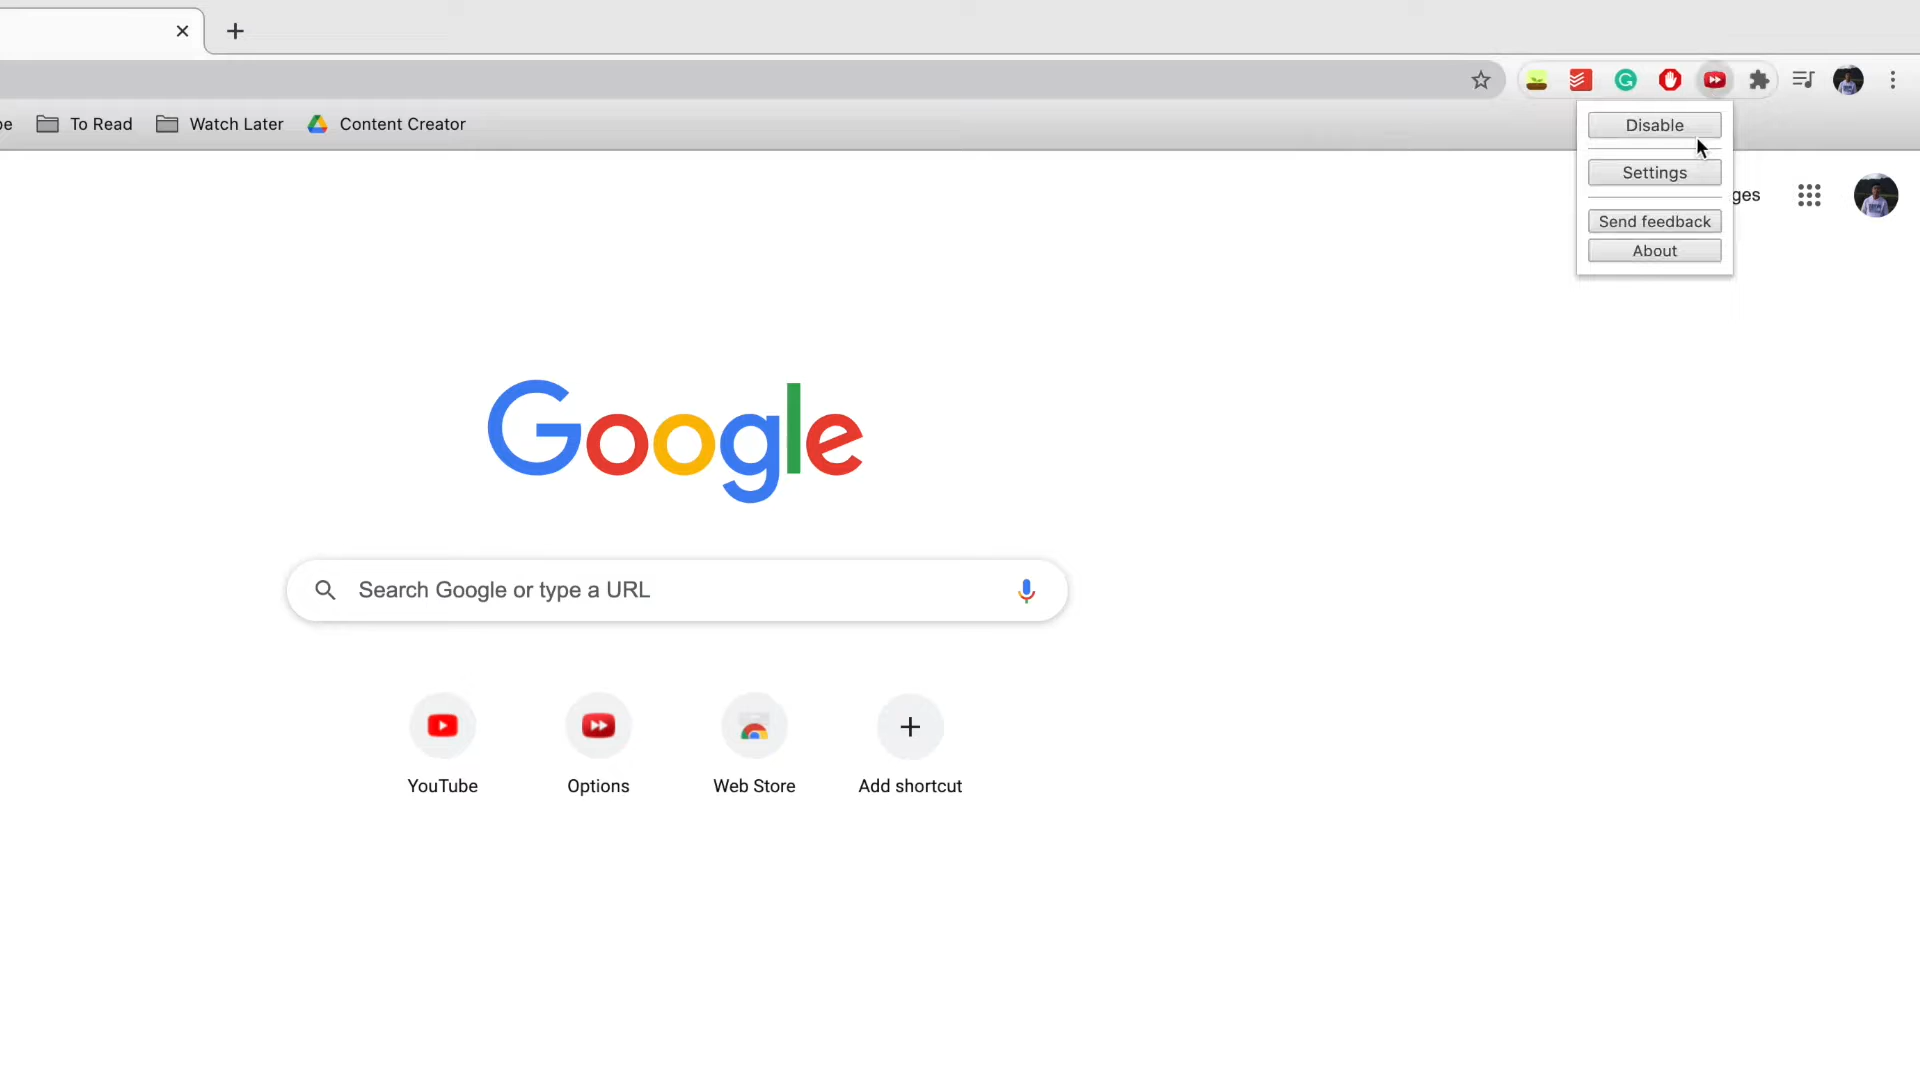 To Read
Watch Later
Content Creator
Disable
Settings
Send feedback
About
Google
Search Google or type a URL
YouTube
Options
Web Store
Add shortcut